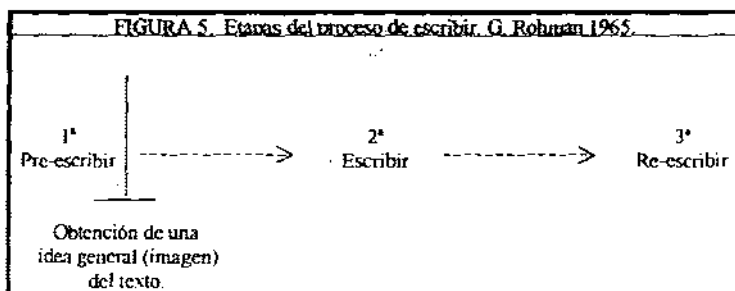 FIGURA 5. Etapas del proceso de escribir. G. Rohman 1965.
1ª 2ª 3ª
Pre-escribir Escribir Re-escribir
Obtención de una
idea general (imagen)
del texto.